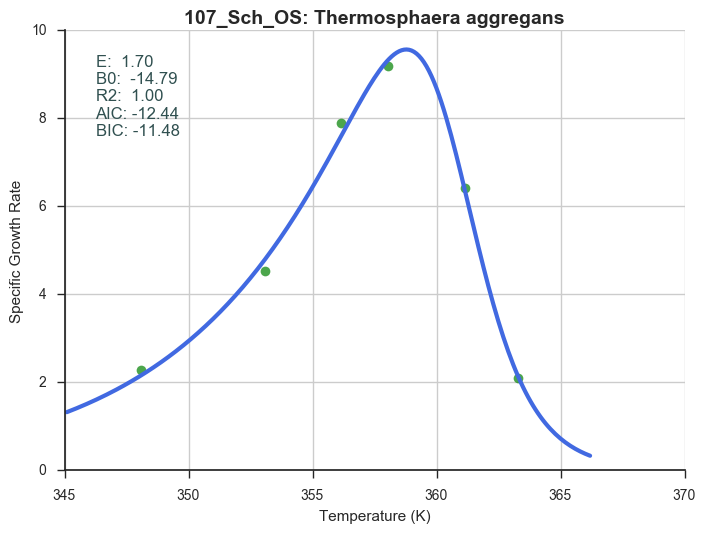 107_Sch_OS: Thermosphaera aggregans
E:  1.70
B0:  -14.79
R2:  1.00
AIC: -12.44
BIC: -11.48
Specific Growth Rate
10
8
6
4
2
0
345 350 355 360 365 370
Temperature (K)